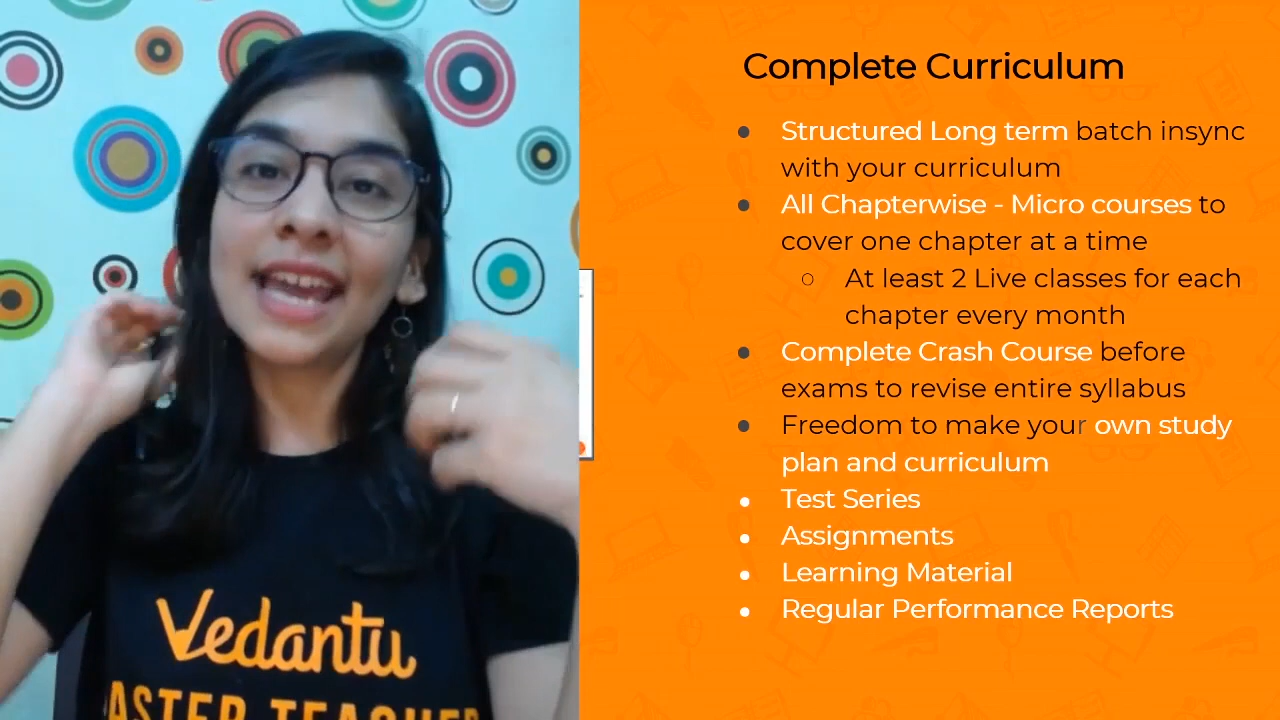 Complete Curriculum
● Structured Long term batch insync
with your curriculum
● All Chapterwise - Micro courses to
cover one chapter at a time
○ At least 2 Live classes for each
chapter every month
● Complete Crash Course before
exams to revise entire syllabus
● Freedom to make your own study
plan and curriculum
● Test Series
● Assignments
● Learning Material
● Regular Performance Reports
Vedantu
ASTER TEACHER